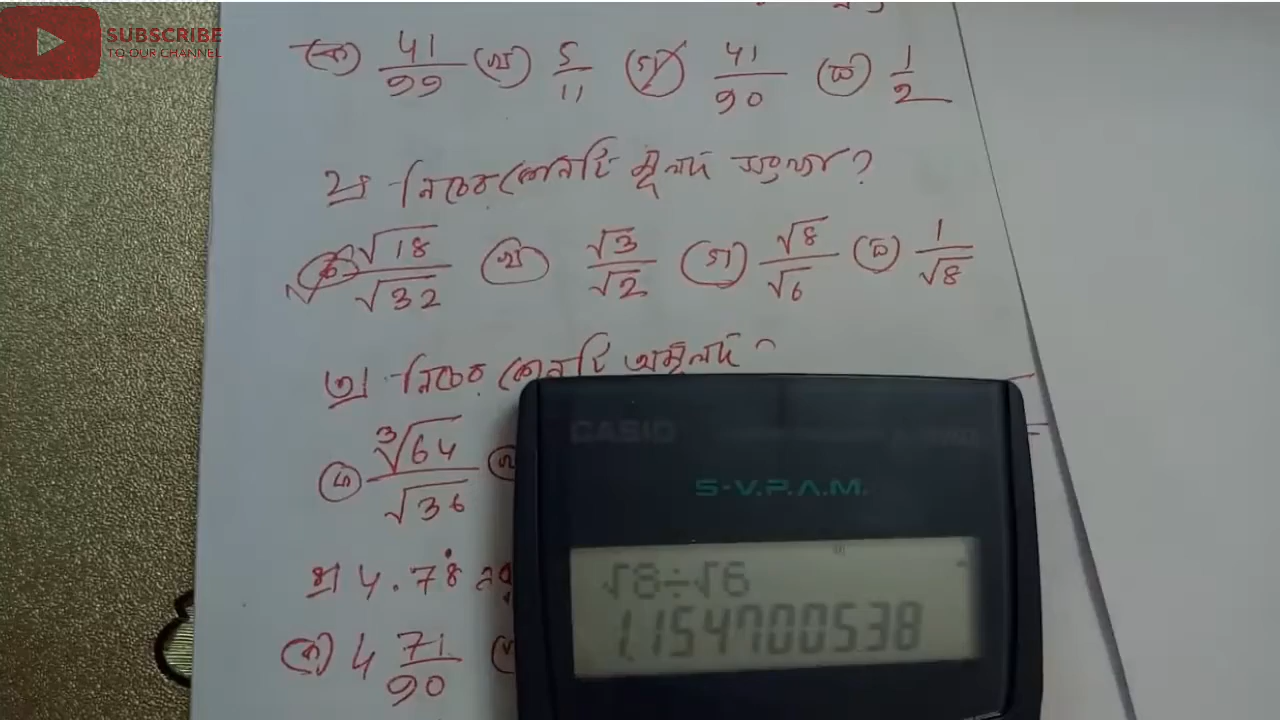 SUBSCRIBE
TO OUR CHANNEL
(ক) 41/99 (খ) 5/11 (গ) 41/90 (ঘ) 1/2
২। নিচের কোনটি মূলদ সংখ্যা?
(ক) √18/√32 (খ) √3/√2 (গ) √8/√6 (ঘ) 1/√8
৩। নিচের কোনটি অমূলদ ?
(ক) ³√64/√36
CASIO
S-V.P.A.M.
√8÷√6
1.154700538
৪। 4.78̇
(ক) 4 71/90